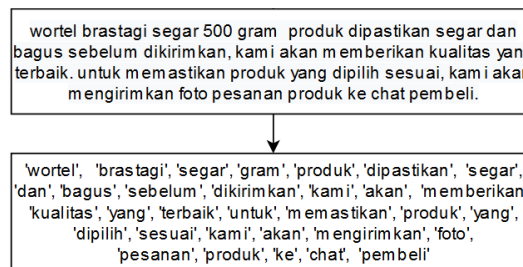 wortel brastagi segar 500 gram produk dipastikan segar dan
bagus sebelum dikirimkan, kami akan memberikan kualitas yan
terbaik. untuk memastikan produk yang dipilih sesuai, kami akan
mengirimkan foto pesanan produk ke chat pembeli.
'wortel', 'brastagi', 'segar', 'gram', 'produk', 'dipastikan', 'segar',
'dan', 'bagus', 'sebelum', 'dikirimkan', 'kami', 'akan', 'memberikan
'kualitas', 'yang', 'terbaik', 'untuk', 'memastikan', 'produk', 'yang',
'dipilih', 'sesuai', 'kami', 'akan', 'mengirimkan', 'foto',
'pesanan', 'produk', 'ke', 'chat', 'pembeli'